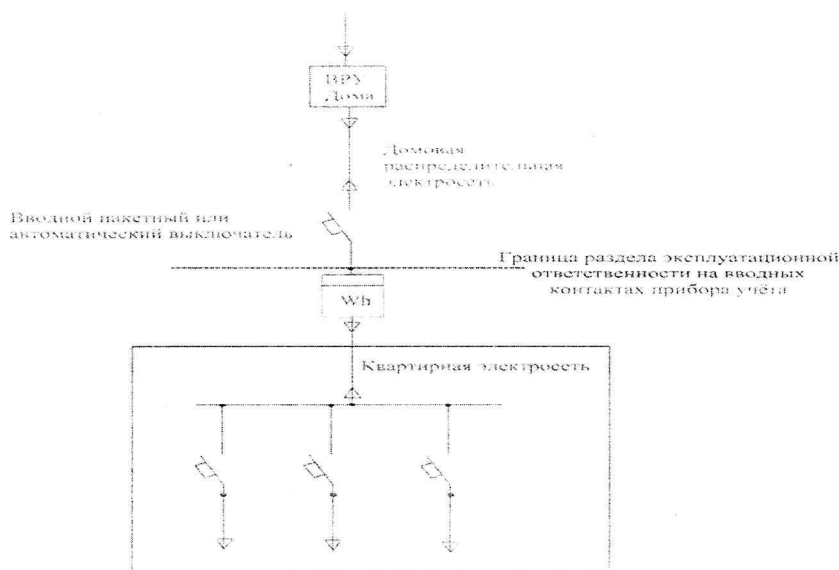 ВРУ
Дома
Домовая
распределительная
электросеть
Вводной пакетный или
автоматический выключатель
Граница раздела эксплуатационной
ответственности на вводных
контактах прибора учёта
Wh
Квартирная электросеть